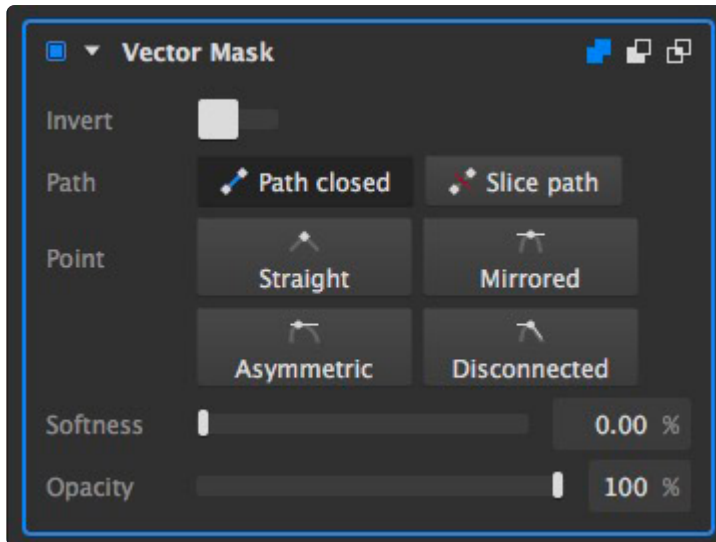 Vector Mask
Invert
Path Path closed Slice path
Point Straight Mirrored
Asymmetric Disconnected
Softness 0.00 %
Opacity 100 %